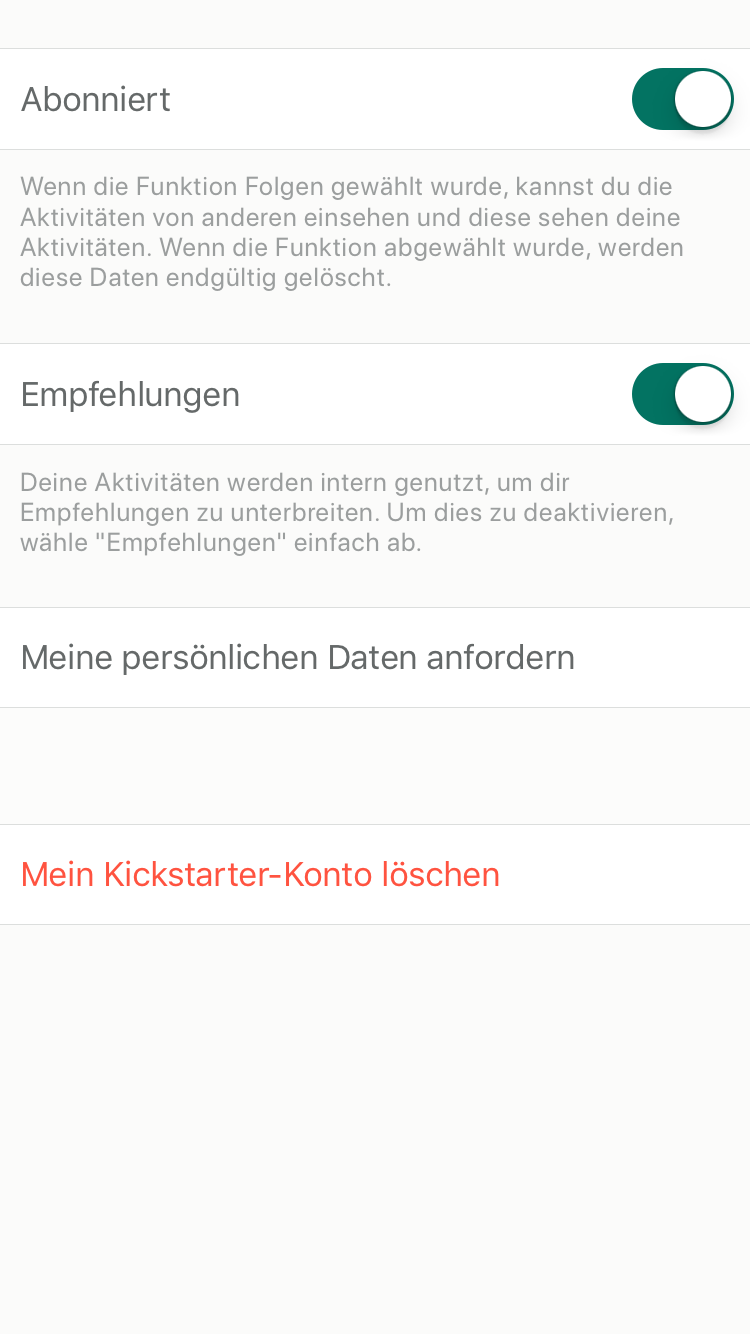 Abonniert
Wenn die Funktion Folgen gewählt wurde, kannst du die
Aktivitäten von anderen einsehen und diese sehen deine
Aktivitäten. Wenn die Funktion abgewählt wurde, werden
diese Daten endgültig gelöscht.
Empfehlungen
Deine Aktivitäten werden intern genutzt, um dir
Empfehlungen zu unterbreiten. Um dies zu deaktivieren,
wähle "Empfehlungen" einfach ab.
Meine persönlichen Daten anfordern
Mein Kickstarter-Konto löschen